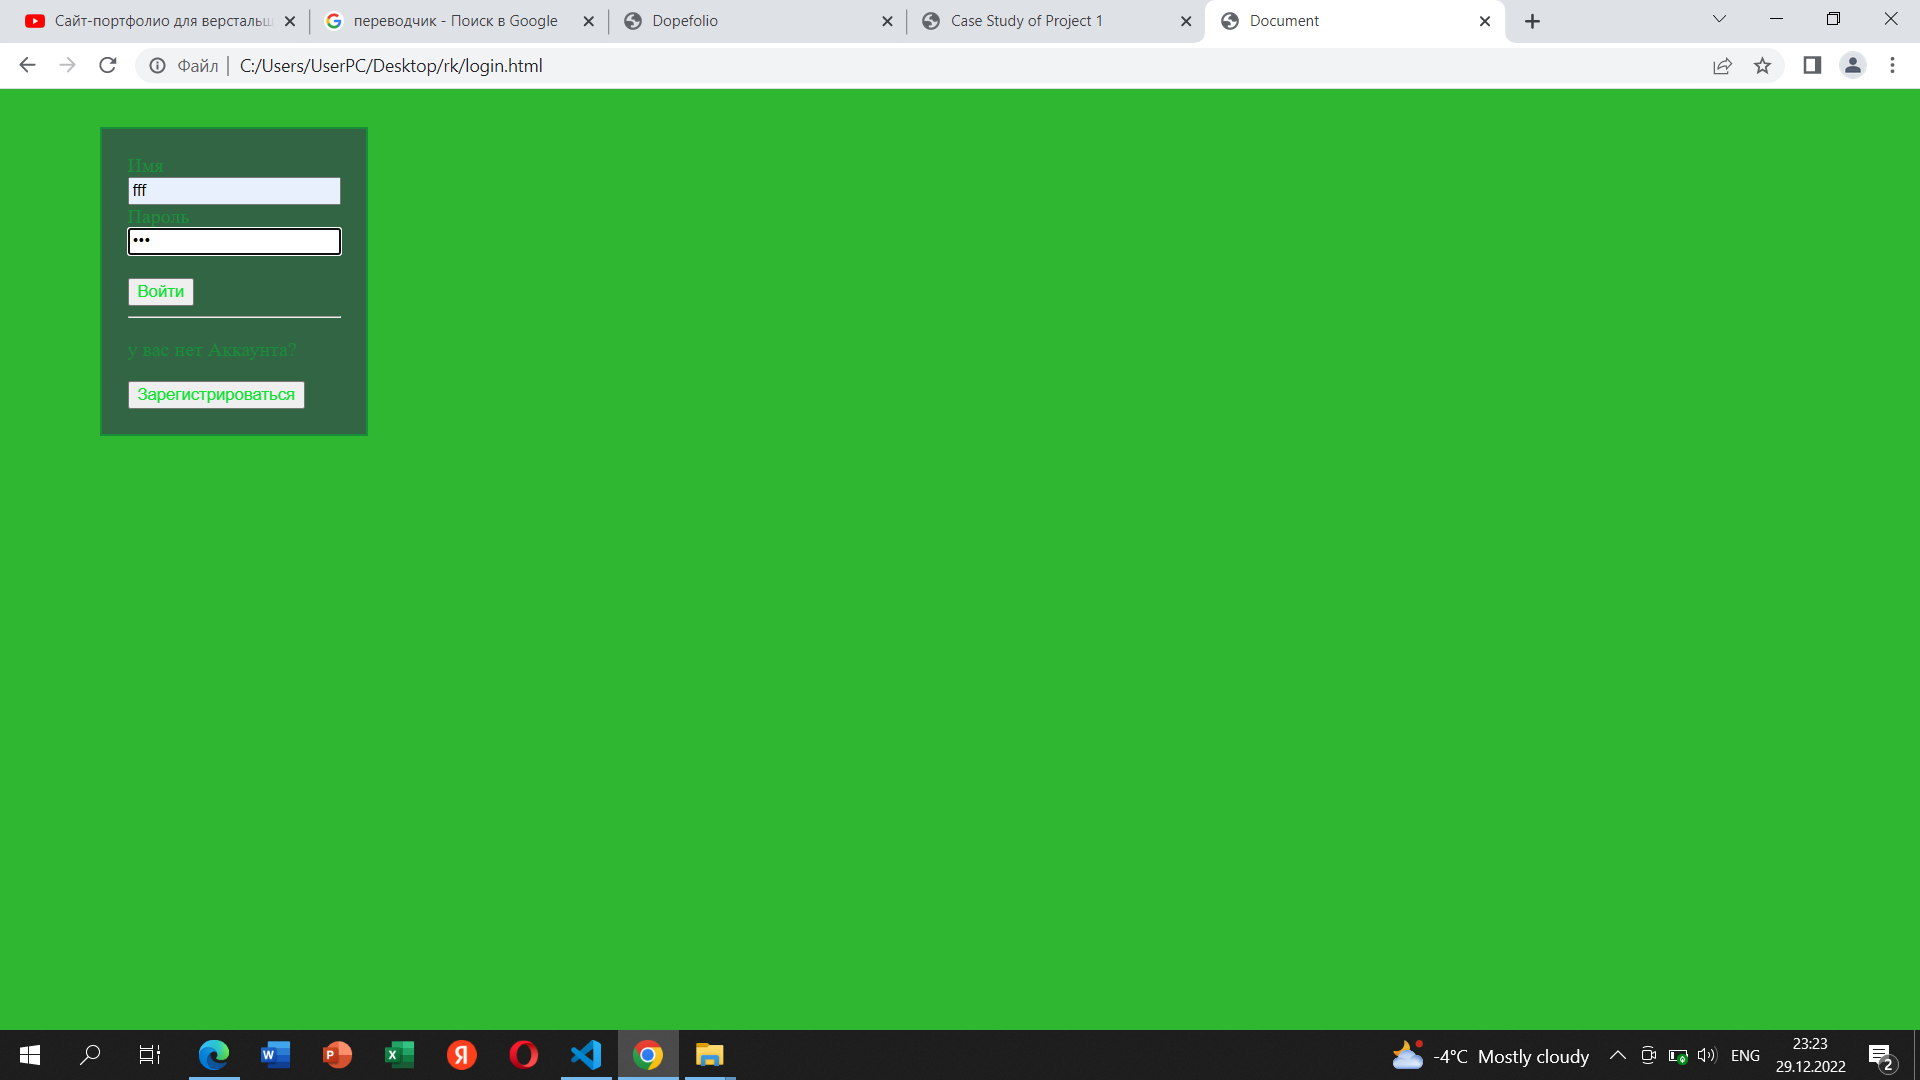 Сайт-портфолио для верстальщ
переводчик - Поиск в Google
Dopefolio
Case Study of Project 1
Document
Файл
C:/Users/UserPC/Desktop/rk/login.html
Имя
fff
Пароль
•••
Войти
у вас нет Аккаунта?
Зарегистрироваться
-4°C Mostly cloudy
ENG
23:23
29.12.2022
2